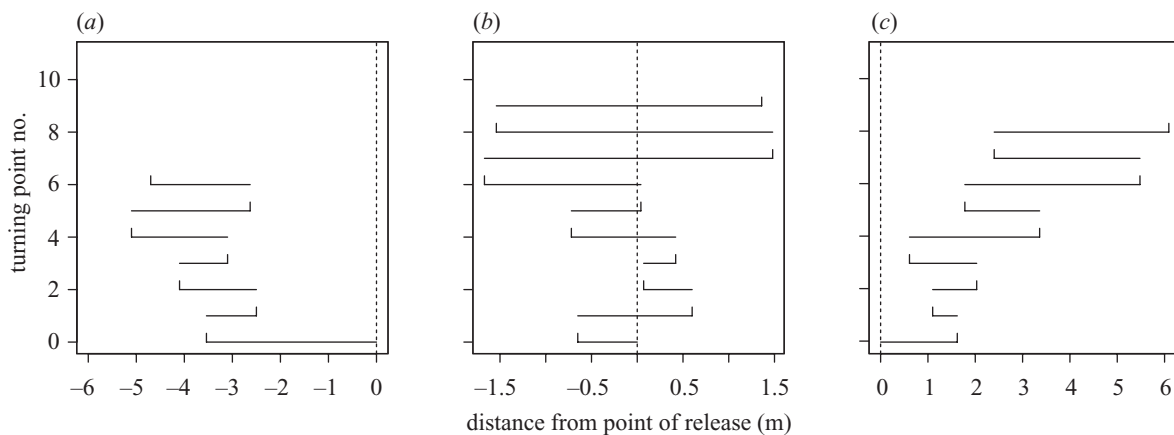 (a) (b) (c)
turning point no.
10
8
6
4
2
0
–6 –5 –4 –3 –2 –1 0
–1.5 –0.5 0.5 1.5
0 1 2 3 4 5 6
distance from point of release (m)